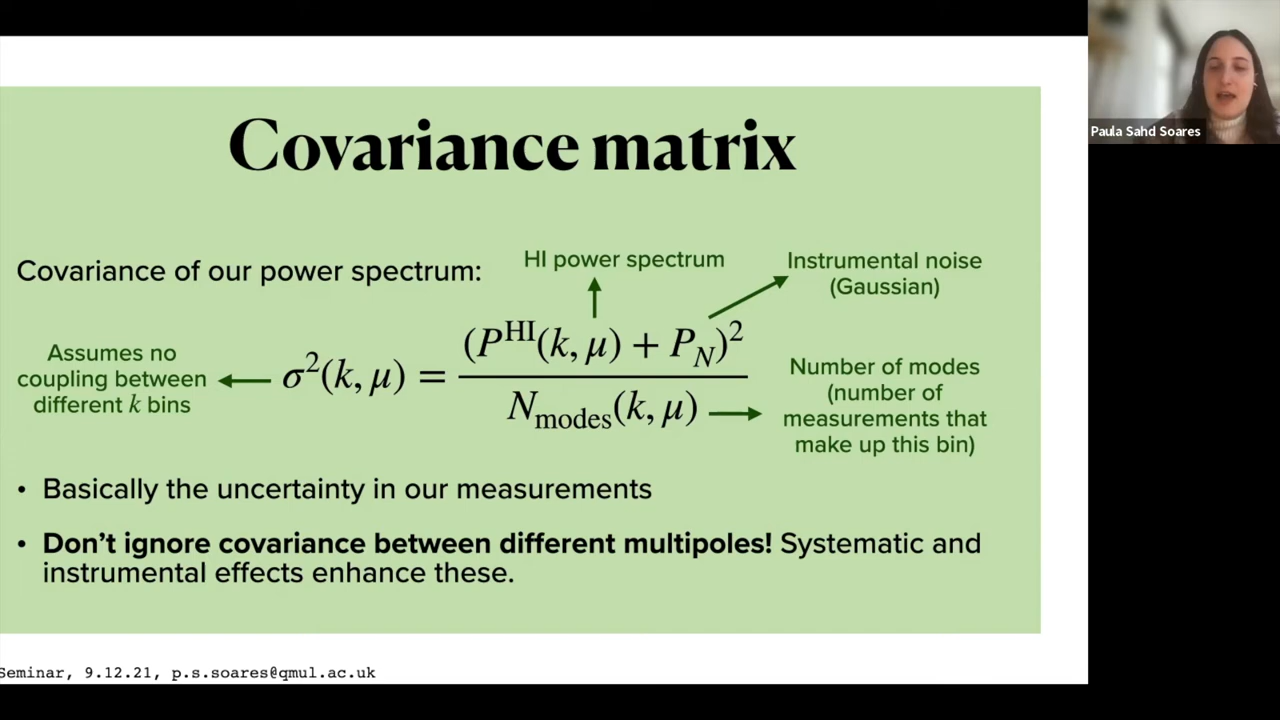 Covariance matrix
Covariance of our power spectrum:
HI power spectrum
Instrumental noise
(Gaussian)
Assumes no
coupling between
different k bins
σ²(k, μ) = (P^HI(k, μ) + P_N)² / N_modes(k, μ)
Number of modes
(number of
measurements that
make up this bin)
• Basically the uncertainty in our measurements
• Don't ignore covariance between different multipoles! Systematic and
instrumental effects enhance these.
Seminar, 9.12.21, p.s.soares@qmul.ac.uk
Paula Sahd Soares